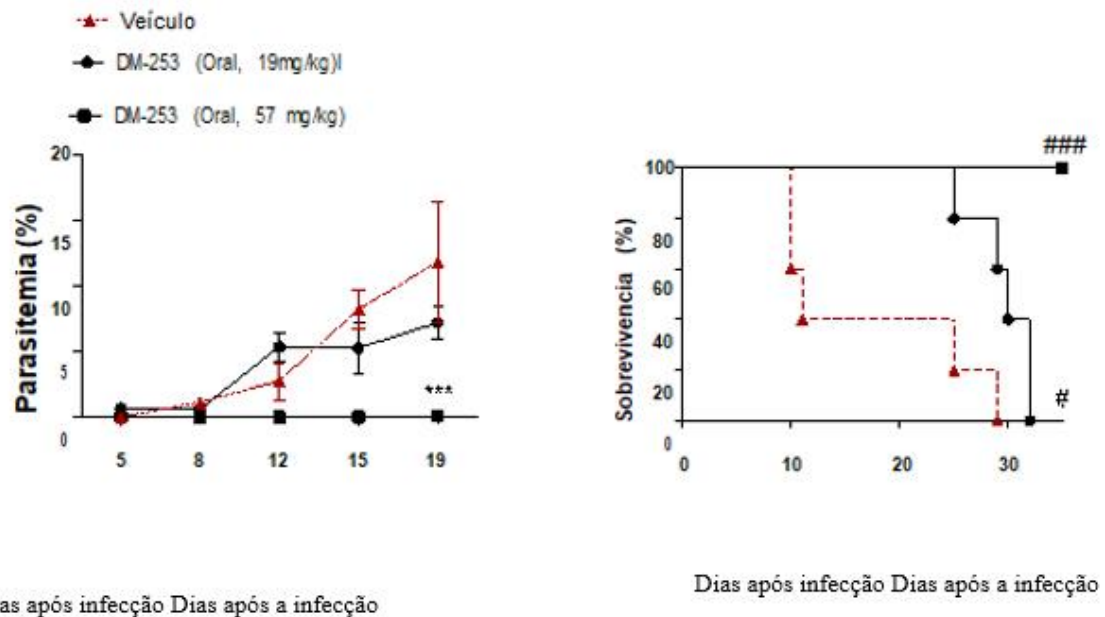 Veículo
DM-253 (Oral, 19mg/kg)l
DM-253 (Oral, 57 mg/kg)
Parasitemia (%)
20
15
10
5
0
***
5 8 12 15 19
as após infecção Dias após a infecção
Sobrevivencia (%)
100
80
60
40
20
0
###
#
0 10 20 30
Dias após infecção Dias após a infecção